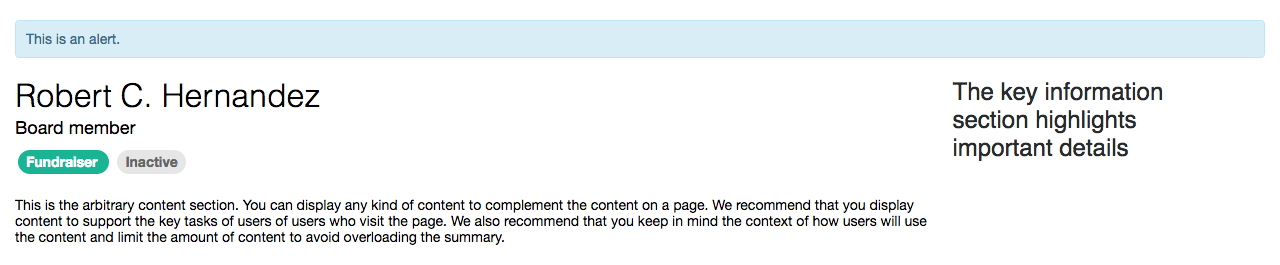 This is an alert.
Robert C. Hernandez
Board member
Fundraiser Inactive
This is the arbitrary content section. You can display any kind of content to complement the content on a page. We recommend that you display
content to support the key tasks of users of users who visit the page. We also recommend that you keep in mind the context of how users will use
the content and limit the amount of content to avoid overloading the summary.
The key information
section highlights
important details